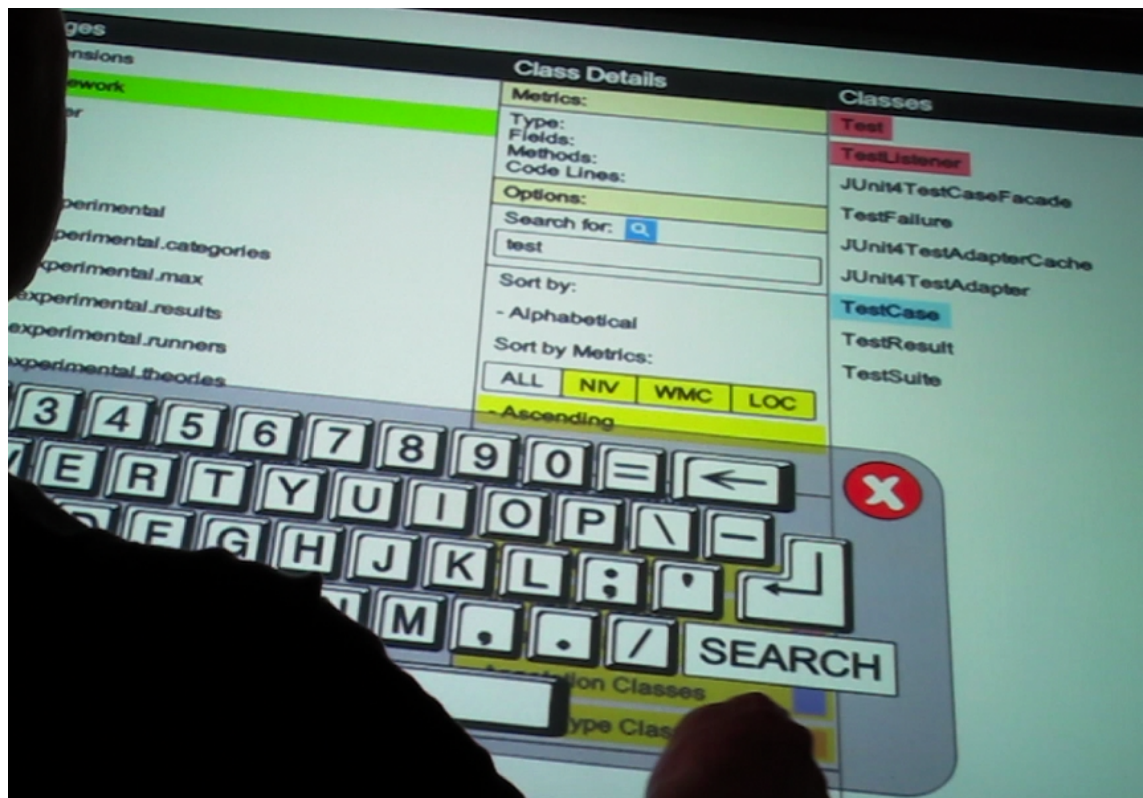 ges
nsions
ework
er
perimental
perimental.categories
xperimental.max
experimental.results
experimental.runners
xperimental.theories
Class Details
Metrics:
Type:
Fields:
Methods:
Code Lines:
Options:
Search for:
test
Sort by:
- Alphabetical
Sort by Metrics:
ALL NIV WMC LOC
- Ascending
Classes
Test
TestListener
JUnit4TestCaseFacade
TestFailure
JUnit4TestAdapterCache
JUnit4TestAdapter
TestCase
TestResult
TestSuite
3 4 5 6 7 8 9 0 = ←
E R T Y U I O P \ –
F G H J K L ; '
M , . / SEARCH
tion Classes
ype Clas